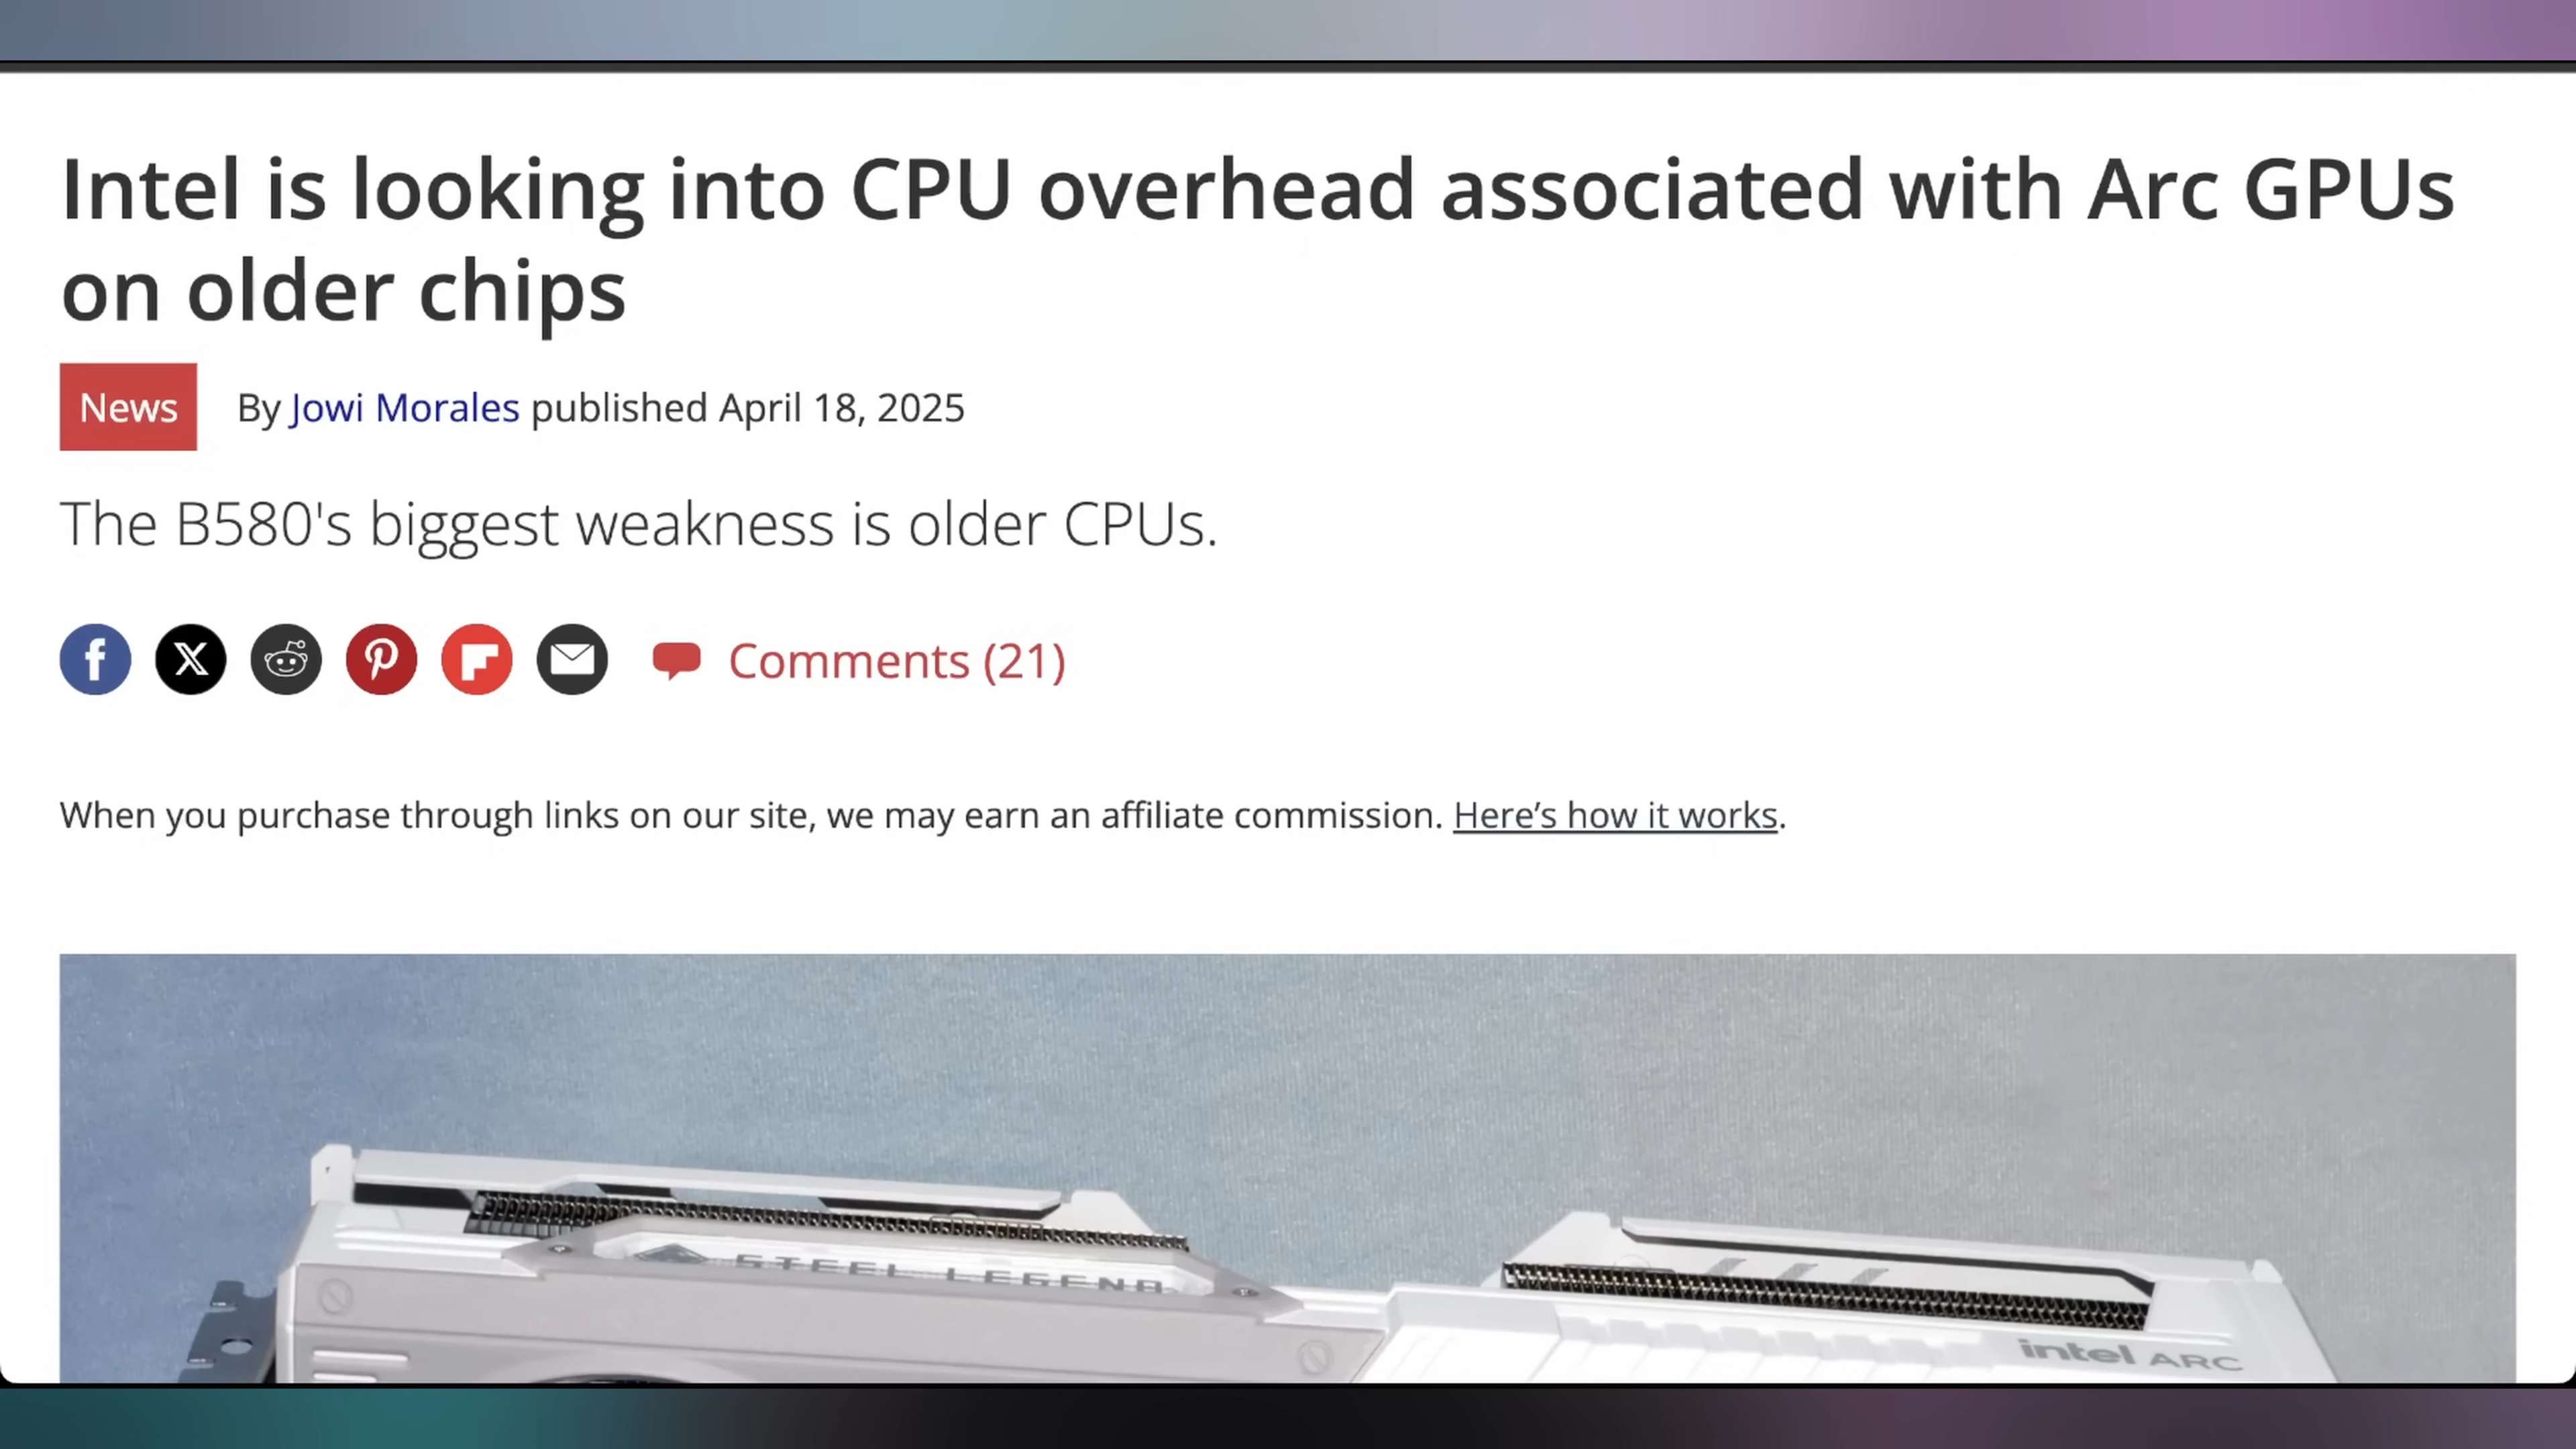 Intel is looking into CPU overhead associated with Arc GPUs
on older chips
News
By Jowi Morales published April 18, 2025
The B580's biggest weakness is older CPUs.
Comments (21)
When you purchase through links on our site, we may earn an affiliate commission. Here’s how it works.
STEEL LEGEND
intel ARC